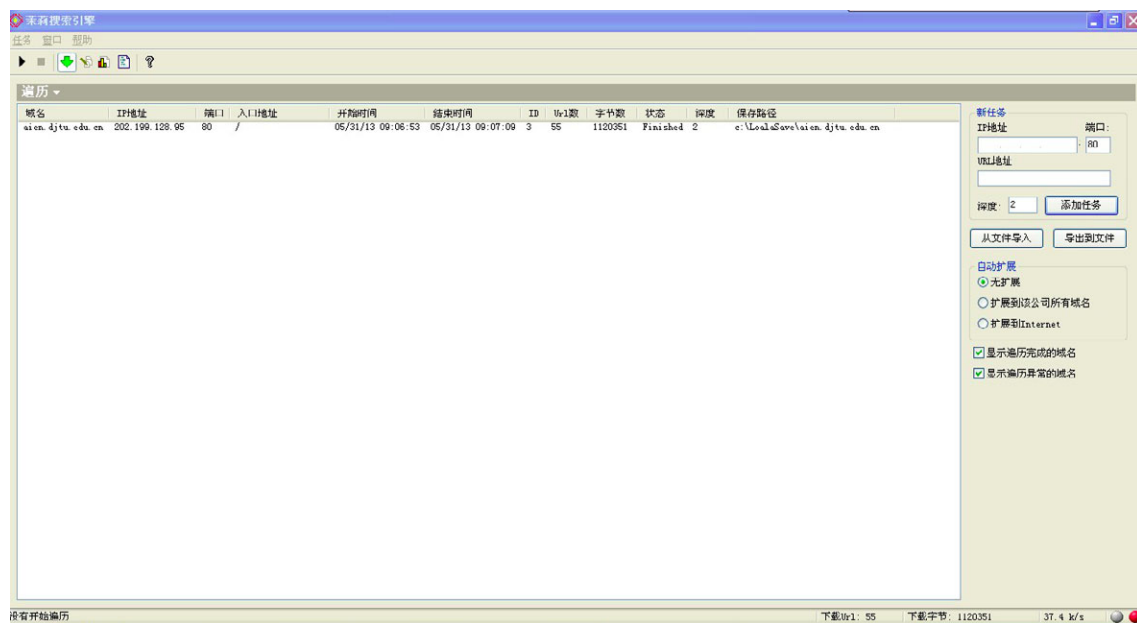 来宾搜索引擎
任务 窗口 帮助
遍历
域名 IP地址 端口 入口地址 开始时间 结束时间 ID Url数 字节数 状态 深度 保存路径
aien.djtu.edu.cn 202.199.128.95 80 / 05/31/13 09:06:53 05/31/13 09:07:09 3 55 1120351 Finished 2 c:\LoalaSave\aien.djtu.edu.cn
新任务
IP地址 端口:
80
URL地址
深度: 2 添加任务
从文件导入 导出到文件
自动扩展
无扩展
扩展到该公司所有域名
扩展到Internet
显示遍历完成的域名
显示遍历异常的域名
没有开始遍历 下载Url: 55 下载字节: 1120351 37.4 k/s